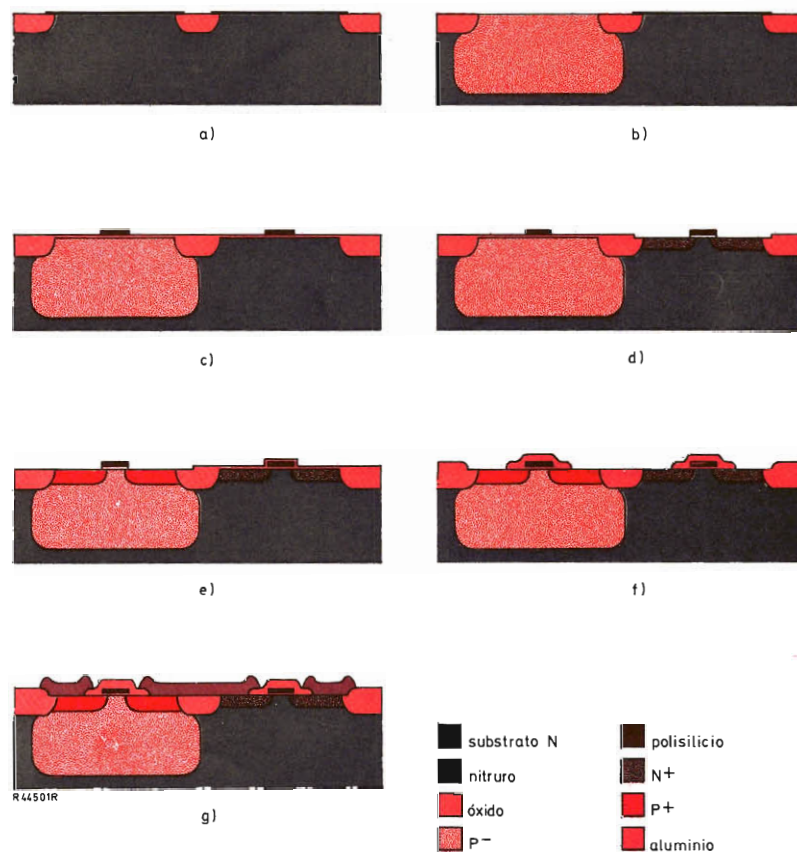 a)
b)
c)
d)
e)
f)
g)
R44501R
substrato N
nitruro
óxido
P-
polisilicio
N+
P+
aluminio